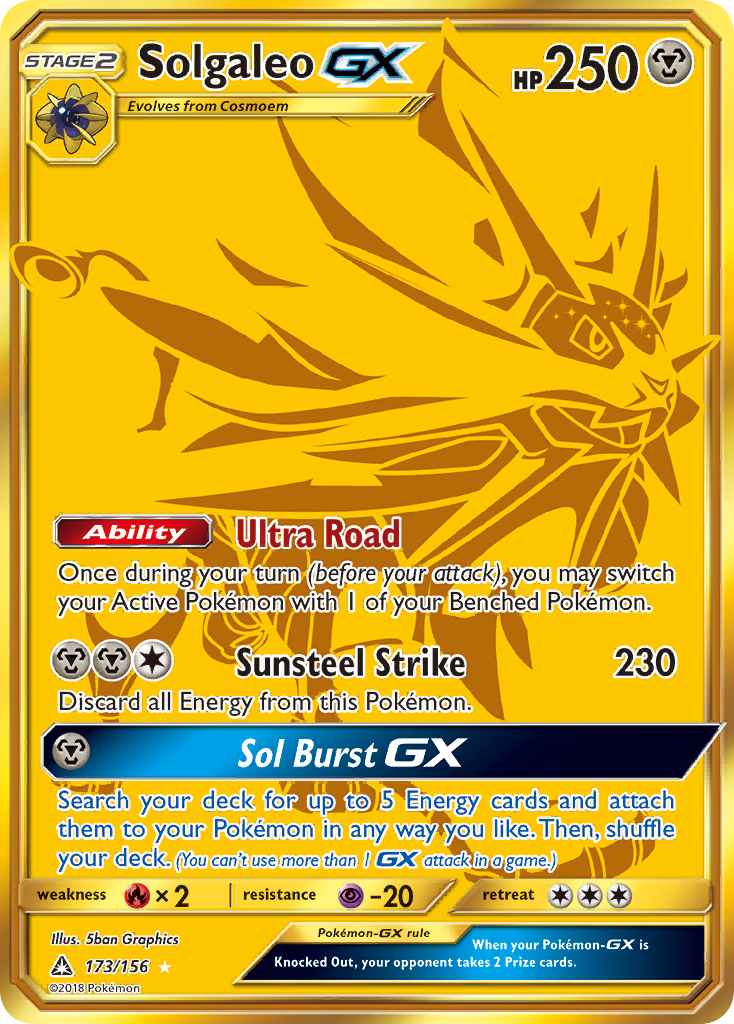 STAGE2
Solgaleo GX
HP250
Evolves from Cosmoem
Ability Ultra Road
Once during your turn (before your attack), you may switch
your Active Pokémon with 1 of your Benched Pokémon.
Sunsteel Strike 230
Discard all Energy from this Pokémon.
Sol Burst GX
Search your deck for up to 5 Energy cards and attach
them to your Pokémon in any way you like. Then, shuffle
your deck. (You can't use more than 1 GX attack in a game.)
weakness ×2 resistance -20 retreat
Illus. 5ban Graphics
173/156
©2018 Pokémon
Pokémon-GX rule
When your Pokémon-GX is
Knocked Out, your opponent takes 2 Prize cards.